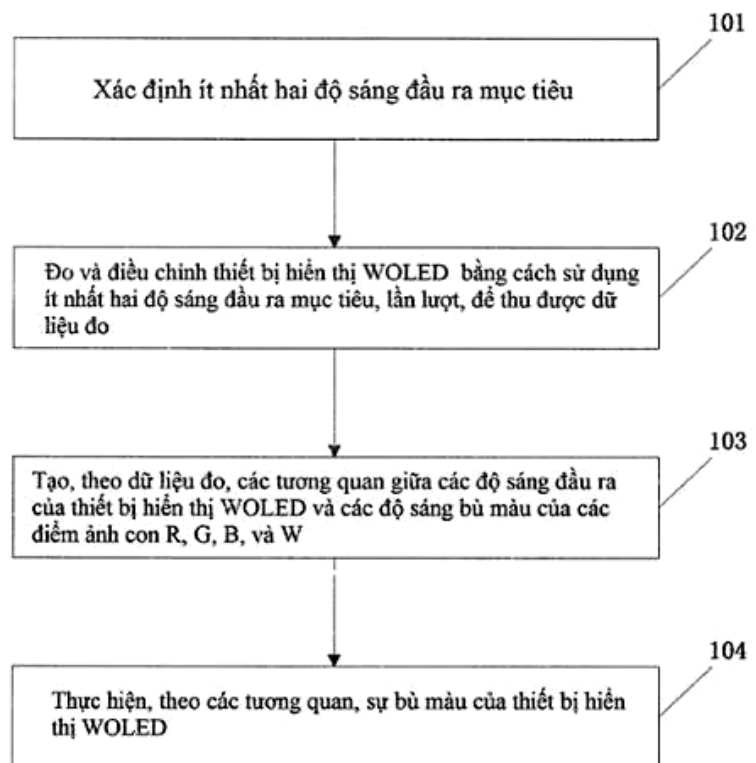 101
Xác định ít nhất hai độ sáng đầu ra mục tiêu
102
Đo và điều chỉnh thiết bị hiển thị WOLED bằng cách sử dụng
ít nhất hai độ sáng đầu ra mục tiêu, lần lượt, để thu được dữ
liệu đo
103
Tạo, theo dữ liệu đo, các tương quan giữa các độ sáng đầu ra
của thiết bị hiển thị WOLED và các độ sáng bù màu của các
điểm ảnh con R, G, B, và W
104
Thực hiện, theo các tương quan, sự bù màu của thiết bị hiển
thị WOLED